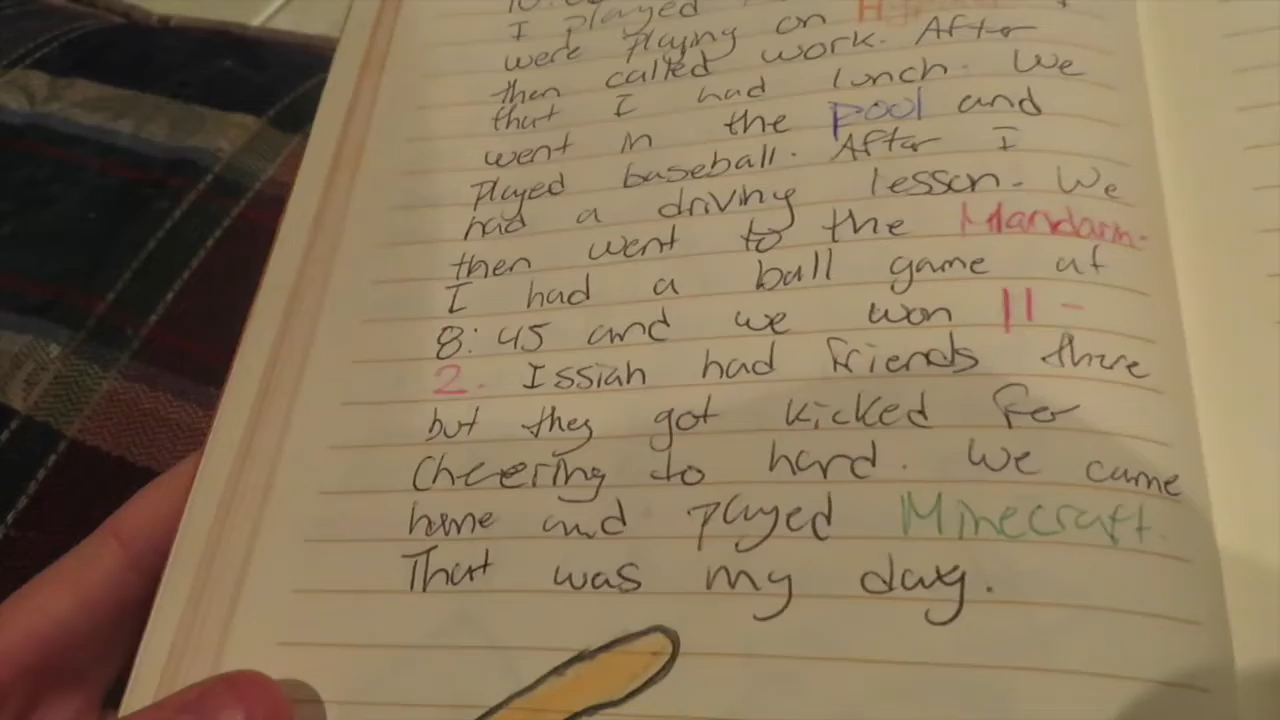 I played
were playing on
then called work. After
that I had lunch. We
went in the pool and
played baseball. After I
had a driving lesson. We
then went to the Mandarin.
I had a ball game at
8:45 and we won 11-
2. Issiah had friends there
but they got kicked for
cheering to hard. We came
home and played Minecraft.
That was my day.